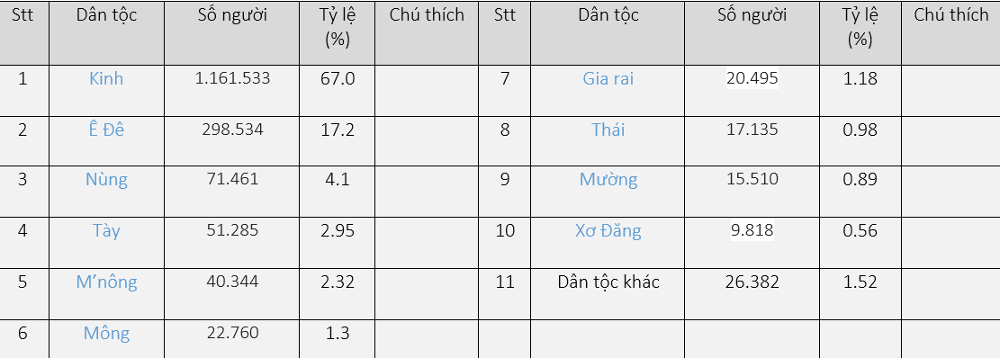 Stt Dân tộc Số người Tỷ lệ (%) Chú thích Stt Dân tộc Số người Tỷ lệ (%) Chú thích
1 Kinh 1.161.533 67.0 7 Gia rai 20.495 1.18
2 Ê Đê 298.534 17.2 8 Thái 17.135 0.98
3 Nùng 71.461 4.1 9 Mường 15.510 0.89
4 Tày 51.285 2.95 10 Xơ Đăng 9.818 0.56
5 M’nông 40.344 2.32 11 Dân tộc khác 26.382 1.52
6 Mông 22.760 1.3